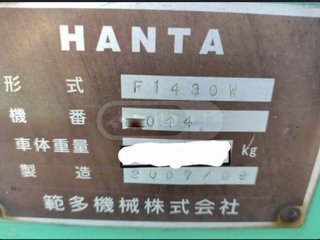 HANTA
形式 F1430W
機番 044
車体重量 Kg
製造 2007/09
範多機械株式会社